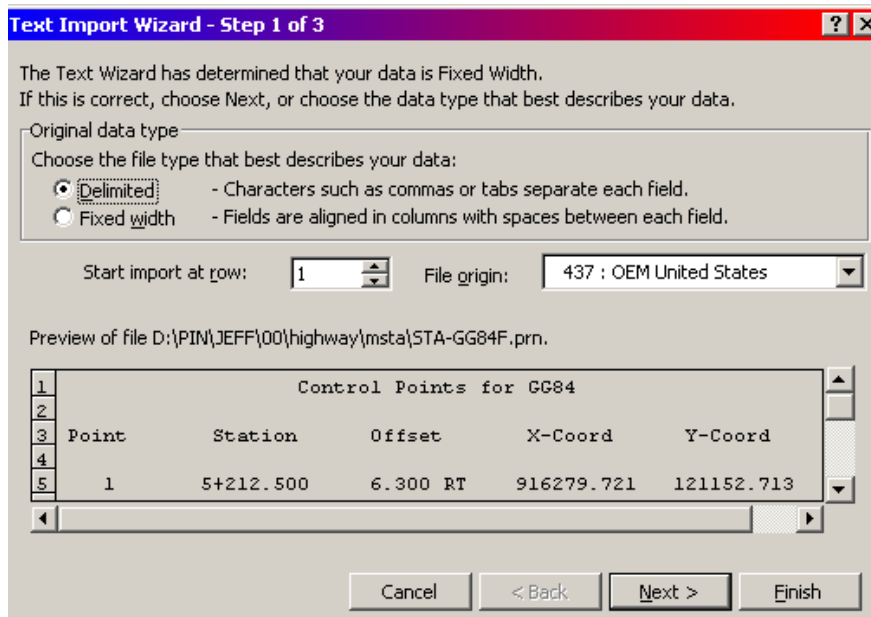 Text Import Wizard - Step 1 of 3
The Text Wizard has determined that your data is Fixed Width.
If this is correct, choose Next, or choose the data type that best describes your data.
Original data type
Choose the file type that best describes your data:
Delimited - Characters such as commas or tabs separate each field.
Fixed width - Fields are aligned in columns with spaces between each field.
Start import at row: 1 File origin: 437 : OEM United States
Preview of file D:\PIN\JEFF\00\highway\msta\STA-GG84F.prn.
1 Control Points for GG84
2
3 Point Station Offset X-Coord Y-Coord
4
5 1 5+212.500 6.300 RT 916279.721 121152.713
Cancel < Back Next > Finish